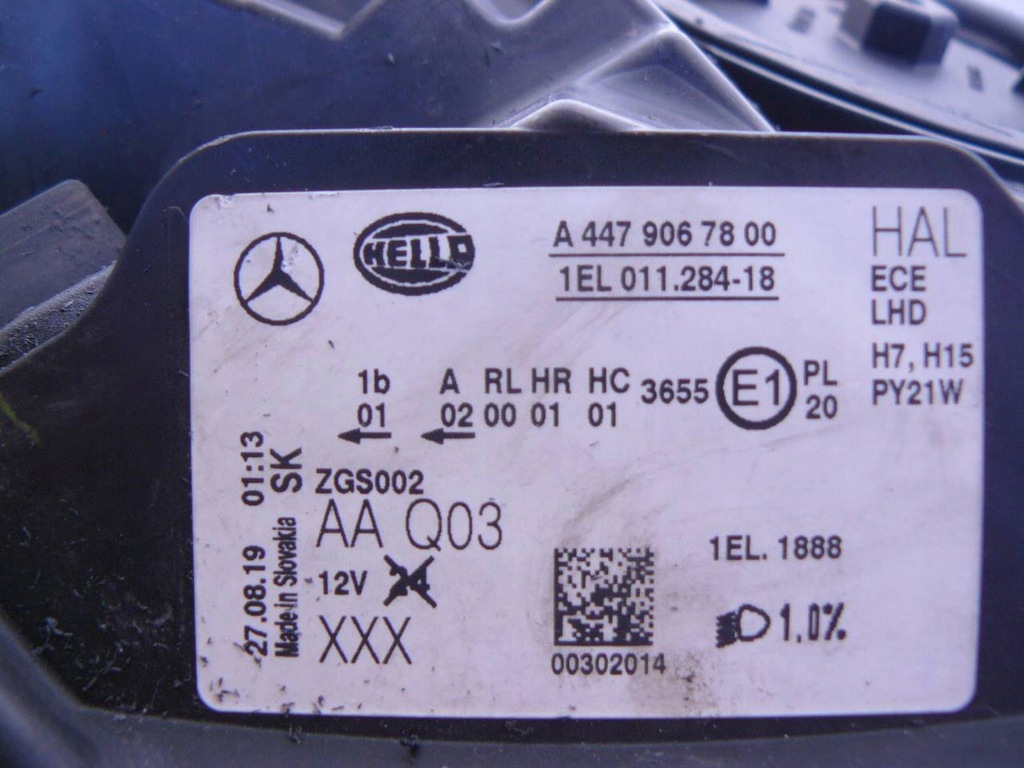 HELLA
A 447 906 78 00
1EL 011.284-18
HAL
ECE
LHD
H7, H15
PY21W
1b A RL HR HC 3655 E1 PL
01 02 00 01 01 20
27.08.19 01:13
Made in Slovakia SK
ZGS002
AA Q03
12V
XXX
00302014
1EL. 1888
1,0%